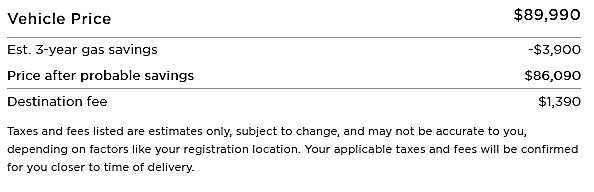 Vehicle Price $89,990
Est. 3-year gas savings -$3,900
Price after probable savings $86,090
Destination fee $1,390
Taxes and fees listed are estimates only, subject to change, and may not be accurate to you,
depending on factors like your registration location. Your applicable taxes and fees will be confirmed
for you closer to time of delivery.